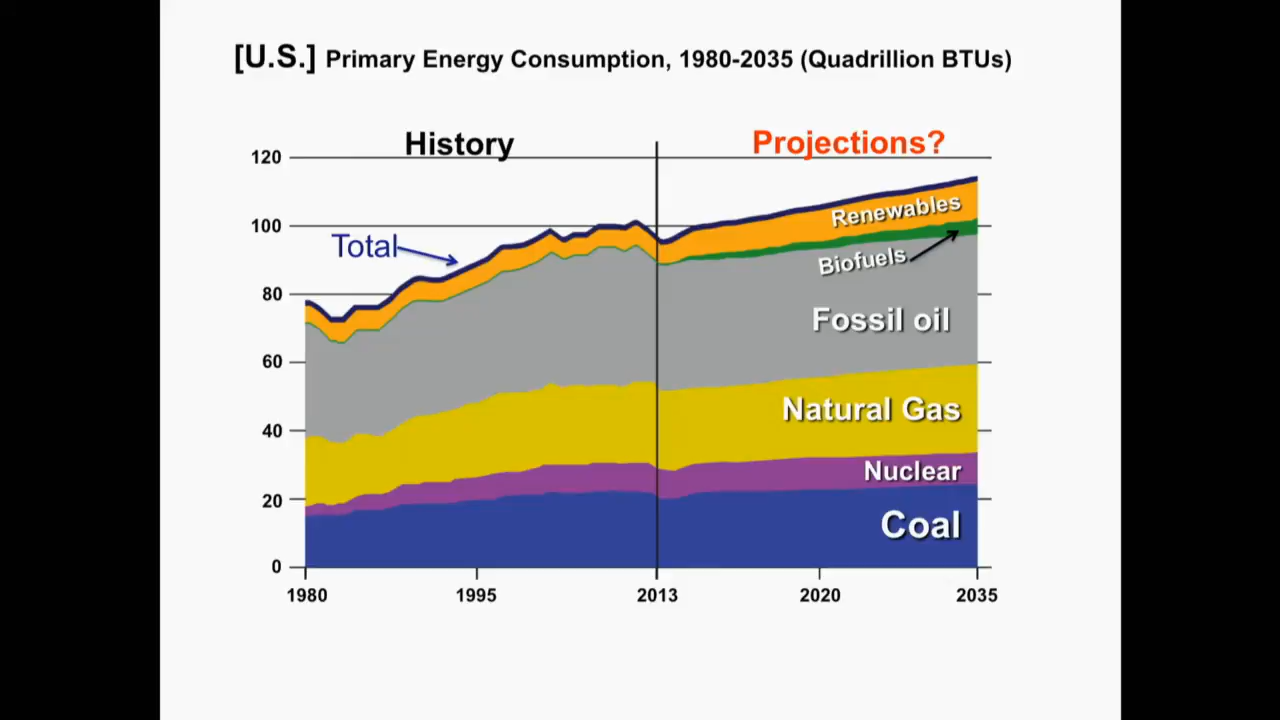 [U.S.] Primary Energy Consumption, 1980-2035 (Quadrillion BTUs)
History
Projections?
120
100
80
60
40
20
0
Total
Renewables
Biofuels
Fossil oil
Natural Gas
Nuclear
Coal
1980
1995
2013
2020
2035